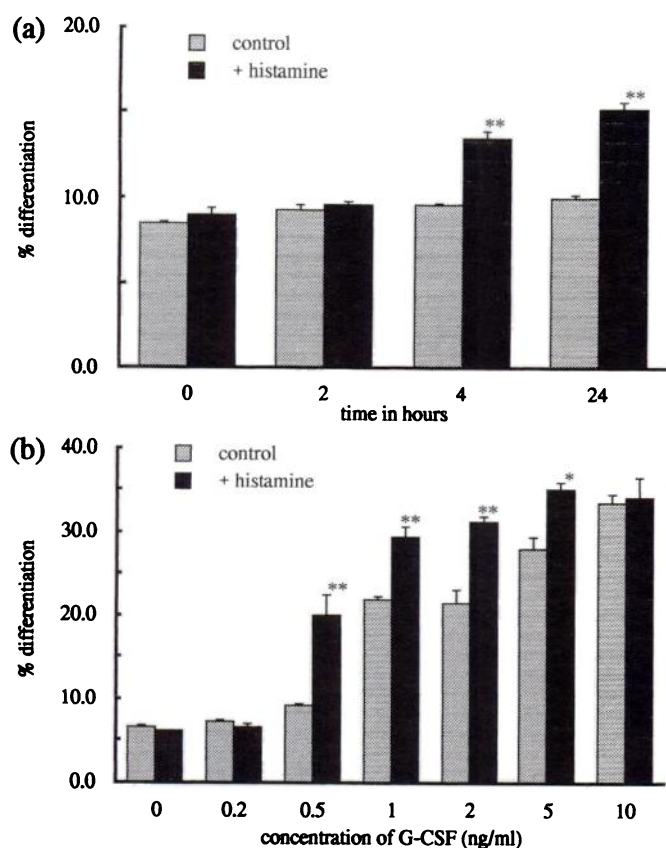 (a)
20.0
control
+ histamine
**
**
% differentiation
10.0
0.0
0 2 4 24
time in hours
(b)
40.0
control
+ histamine
*
**
**
30.0
% differentiation
20.0
**
10.0
0.0
0 0.2 0.5 1 2 5 10
concentration of G-CSF (ng/ml)